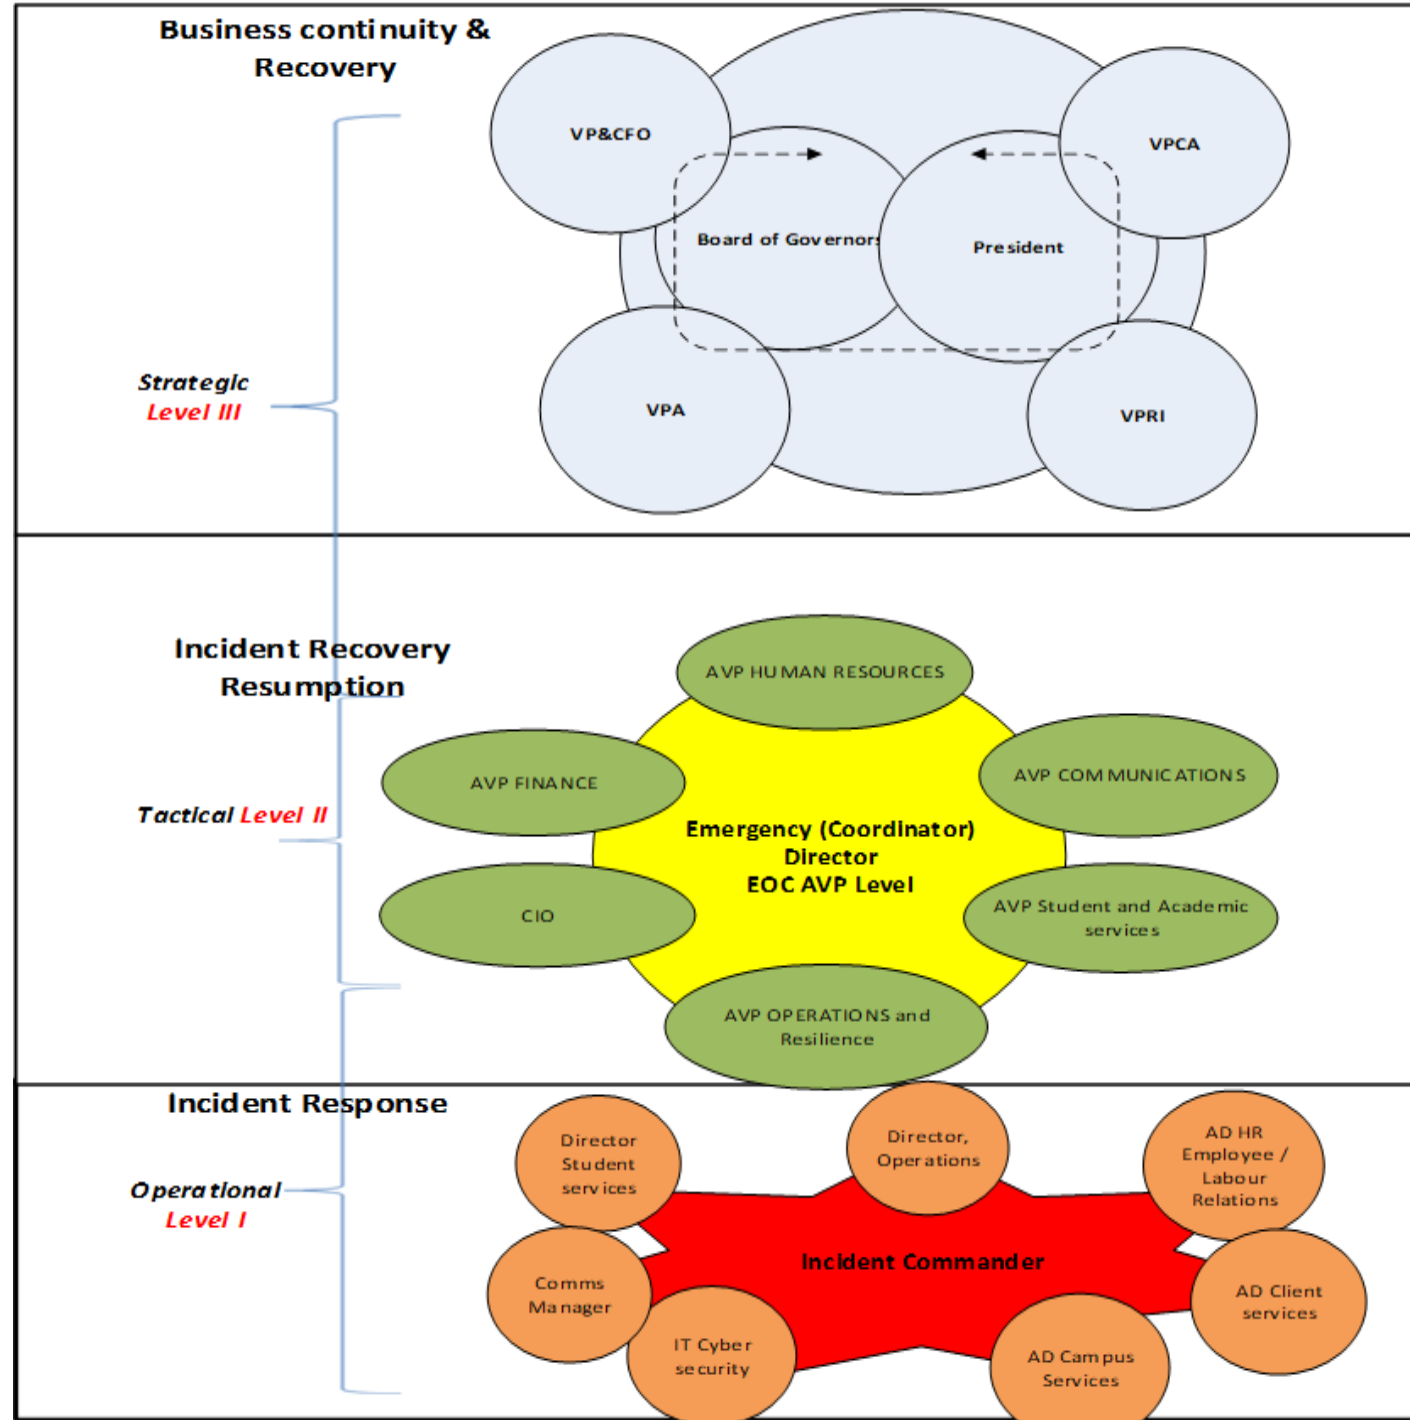 Business continuity &
Recovery
VP&CFO
VPCA
Board of Governors
President
Strategic
Level III
VPA
VPRI
Incident Recovery
Resumption
AVP HUMAN RESOURCES
AVP FINANCE
AVP COMMUNICATIONS
Tactical Level II
Emergency (Coordinator)
Director
EOC AVP Level
CIO
AVP Student and Academic
services
AVP OPERATIONS and
Resilience
Incident Response
Director
Student
services
Director,
Operations
AD HR
Employee /
Labour
Relations
Operational
Level I
Incident Commander
Comms
Manager
AD Client
services
IT Cyber
security
AD Campus
Services